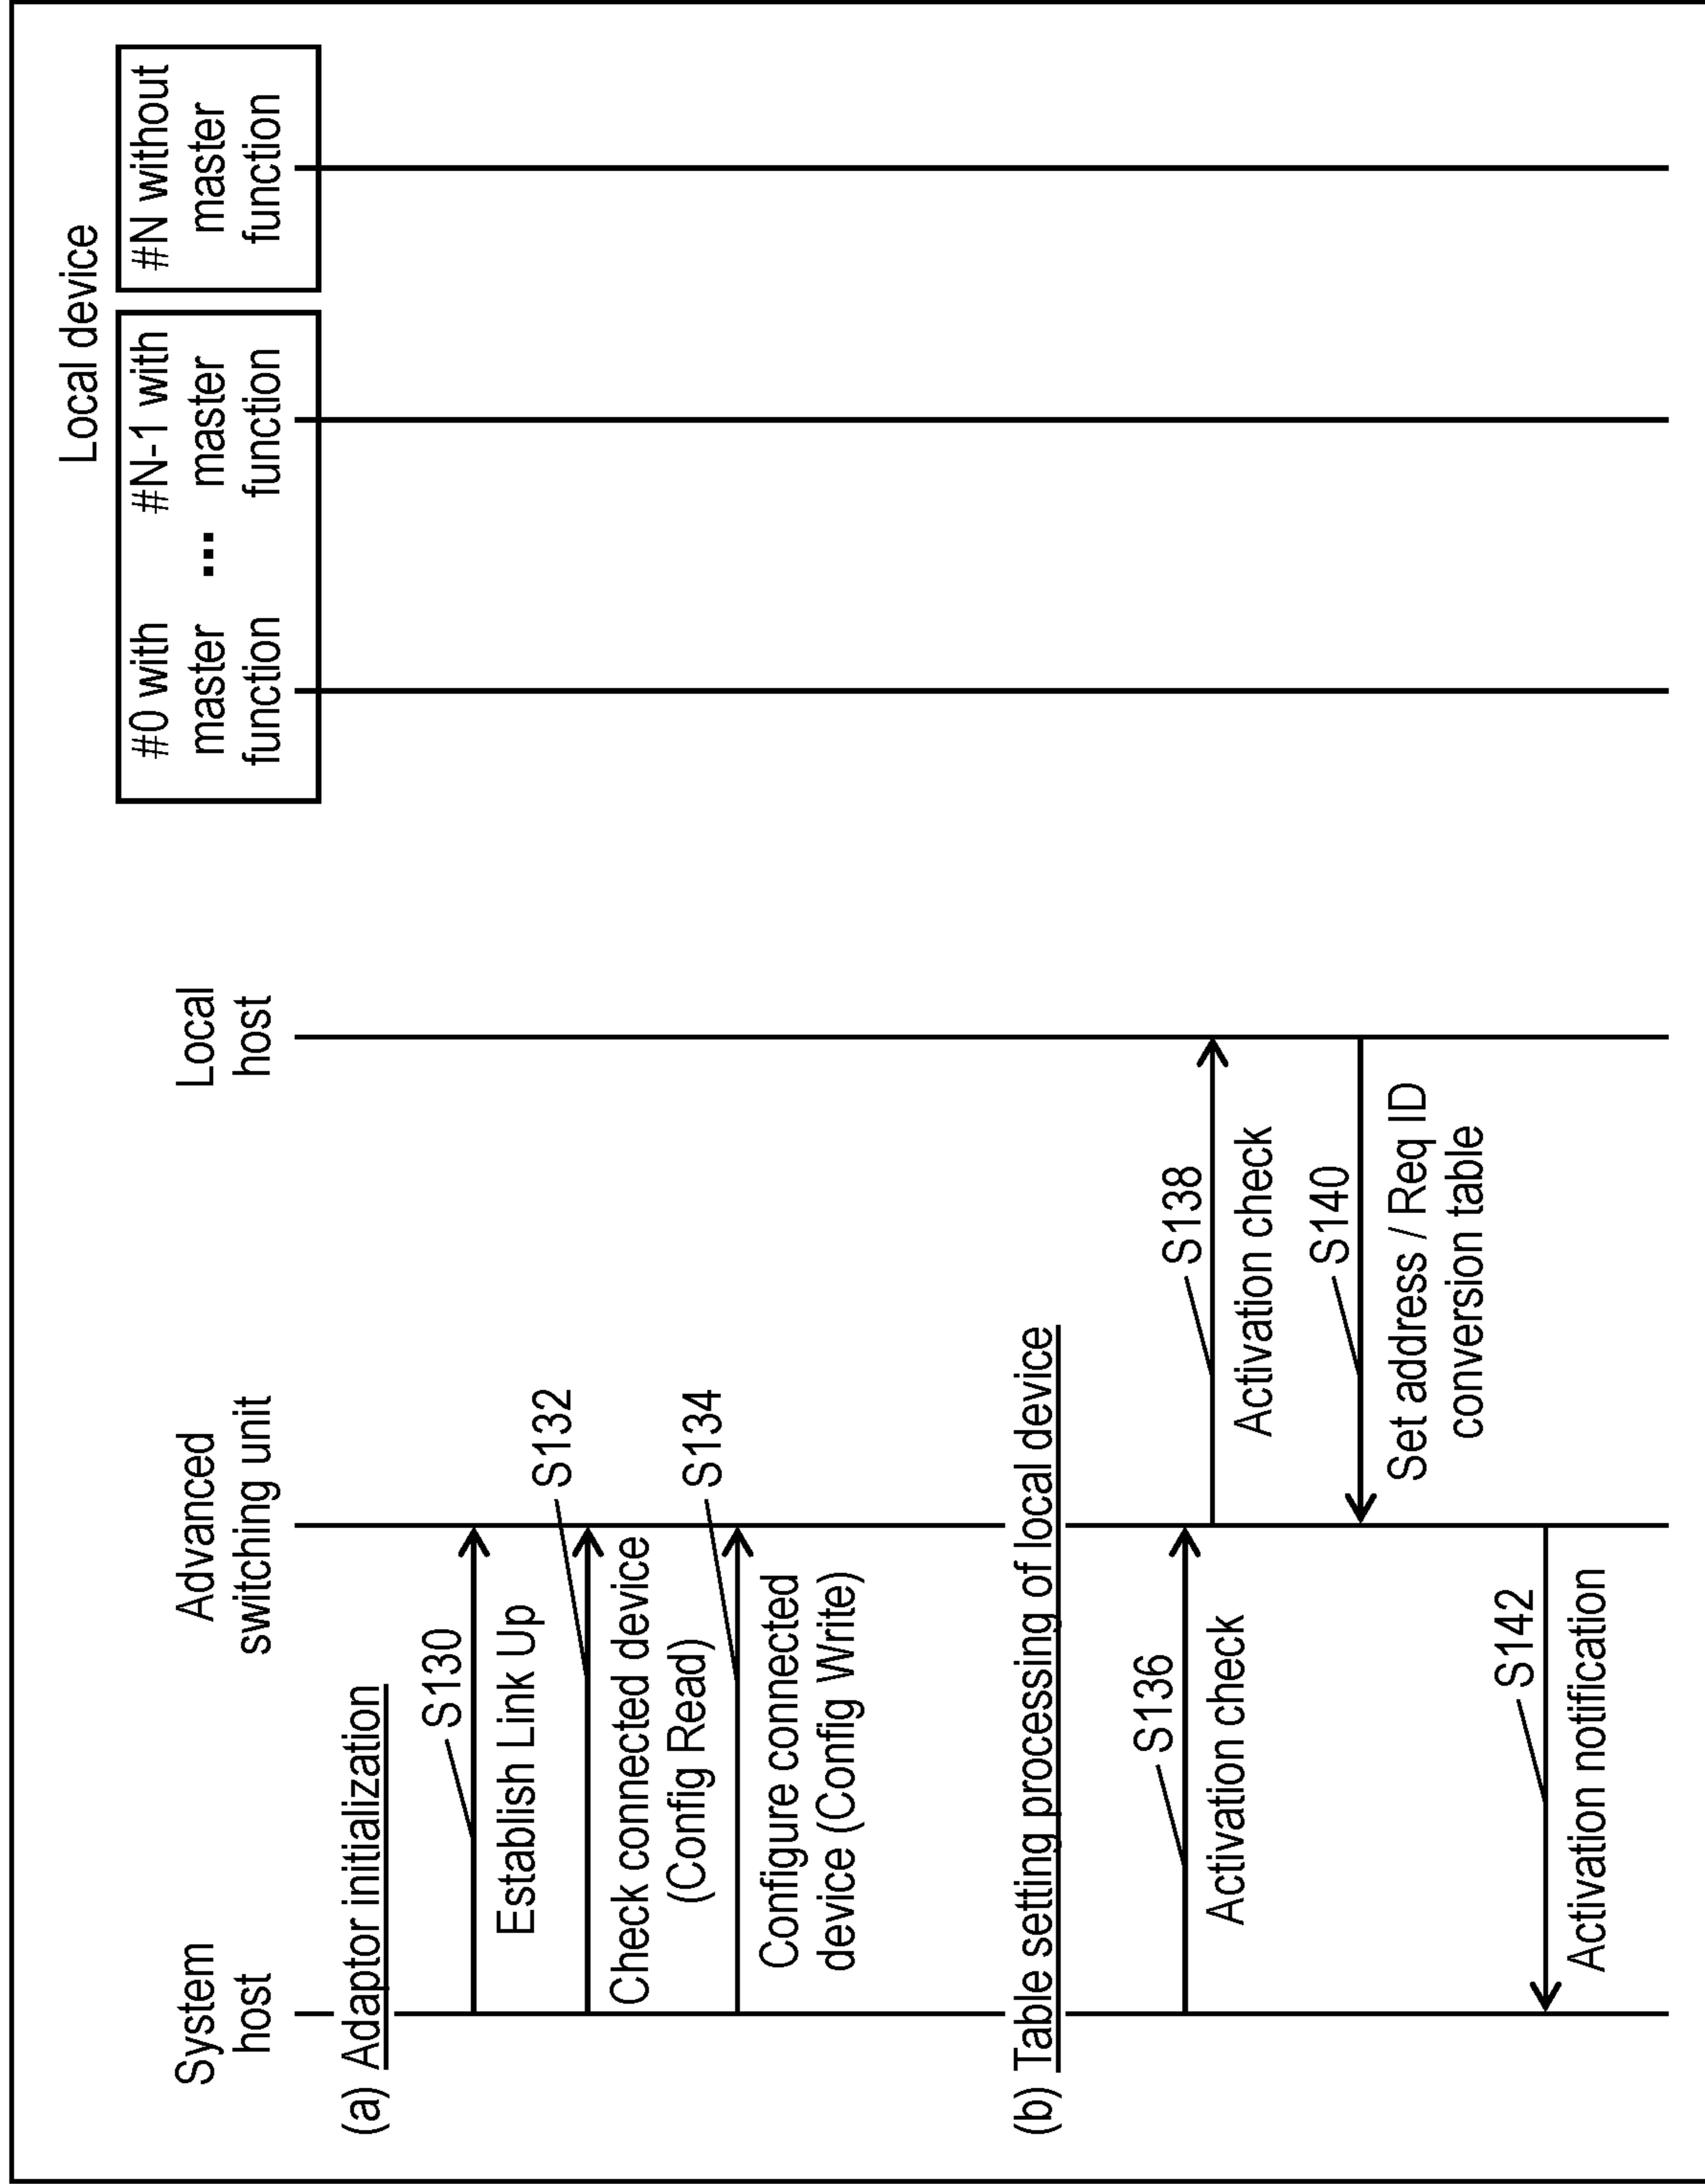 Local device
System
host
Advanced
switching unit
Local
host
#0 with
master
function
...
#N-1 with
master
function
#N without
master
function
(a) Adaptor initialization
S130
Establish Link Up
S132
Check connected device
(Config Read)
S134
Configure connected
device (Config Write)
(b) Table setting processing of local device
S136
Activation check
S138
Activation check
S140
Set address / Req ID
conversion table
S142
Activation notification